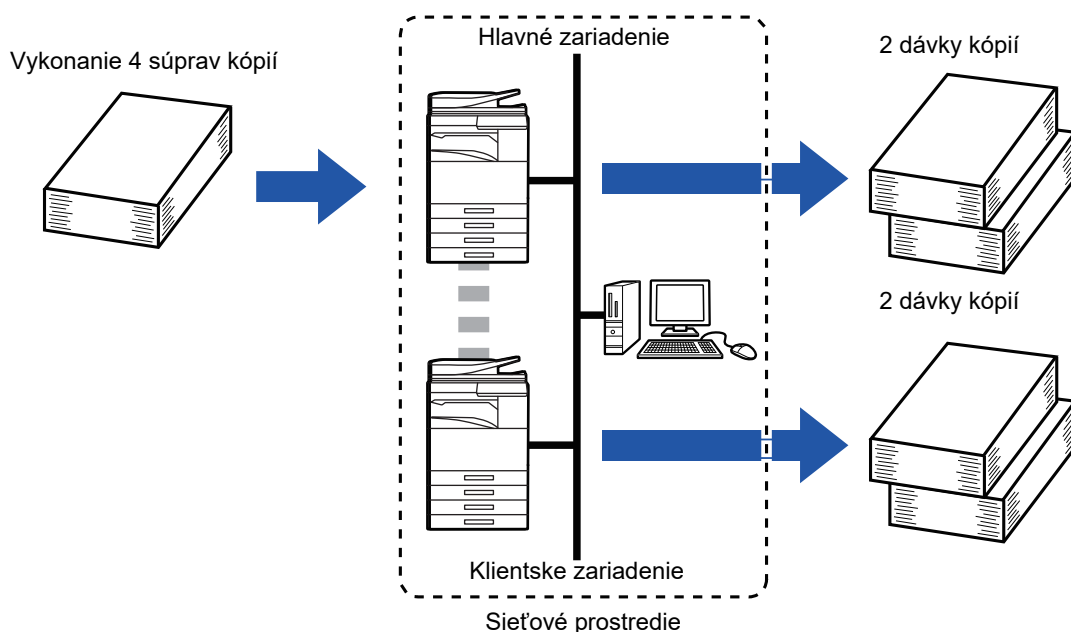 Vykonanie 4 súprav kópií
Hlavné zariadenie
2 dávky kópií
2 dávky kópií
Klientske zariadenie
Sieťové prostredie